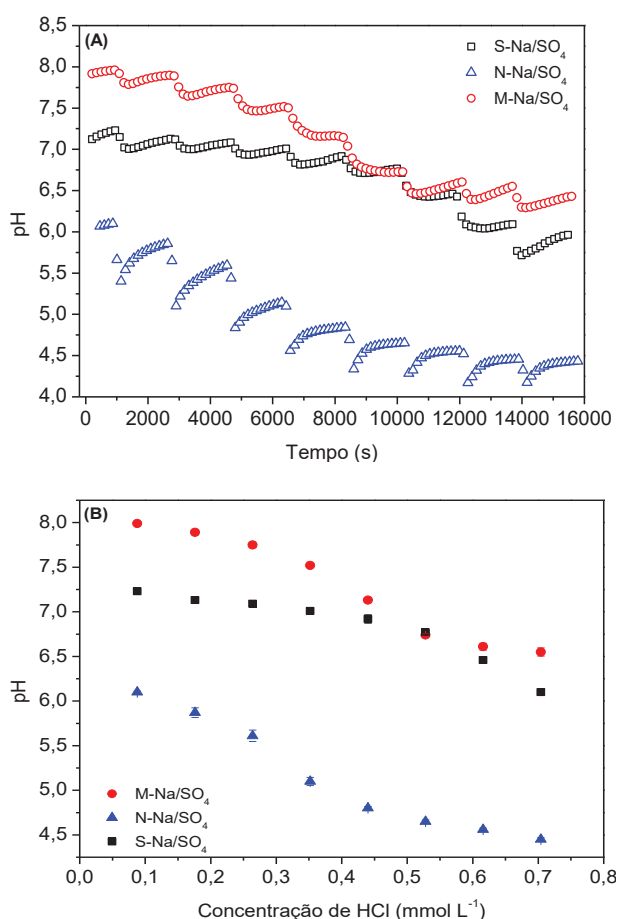 (A)
S-Na/SO₄
N-Na/SO₄
M-Na/SO₄
8,0
7,5
7,0
6,5
6,0
5,5
5,0
4,5
4,0
pH
0 2000 4000 6000 8000 10000 12000 14000 16000
Tempo (s)
(B)
8,0
7,5
7,0
6,5
6,0
5,5
5,0
4,5
pH
M-Na/SO₄
N-Na/SO₄
S-Na/SO₄
0,0 0,1 0,2 0,3 0,4 0,5 0,6 0,7 0,8
Concentração de HCl (mmol L⁻¹)